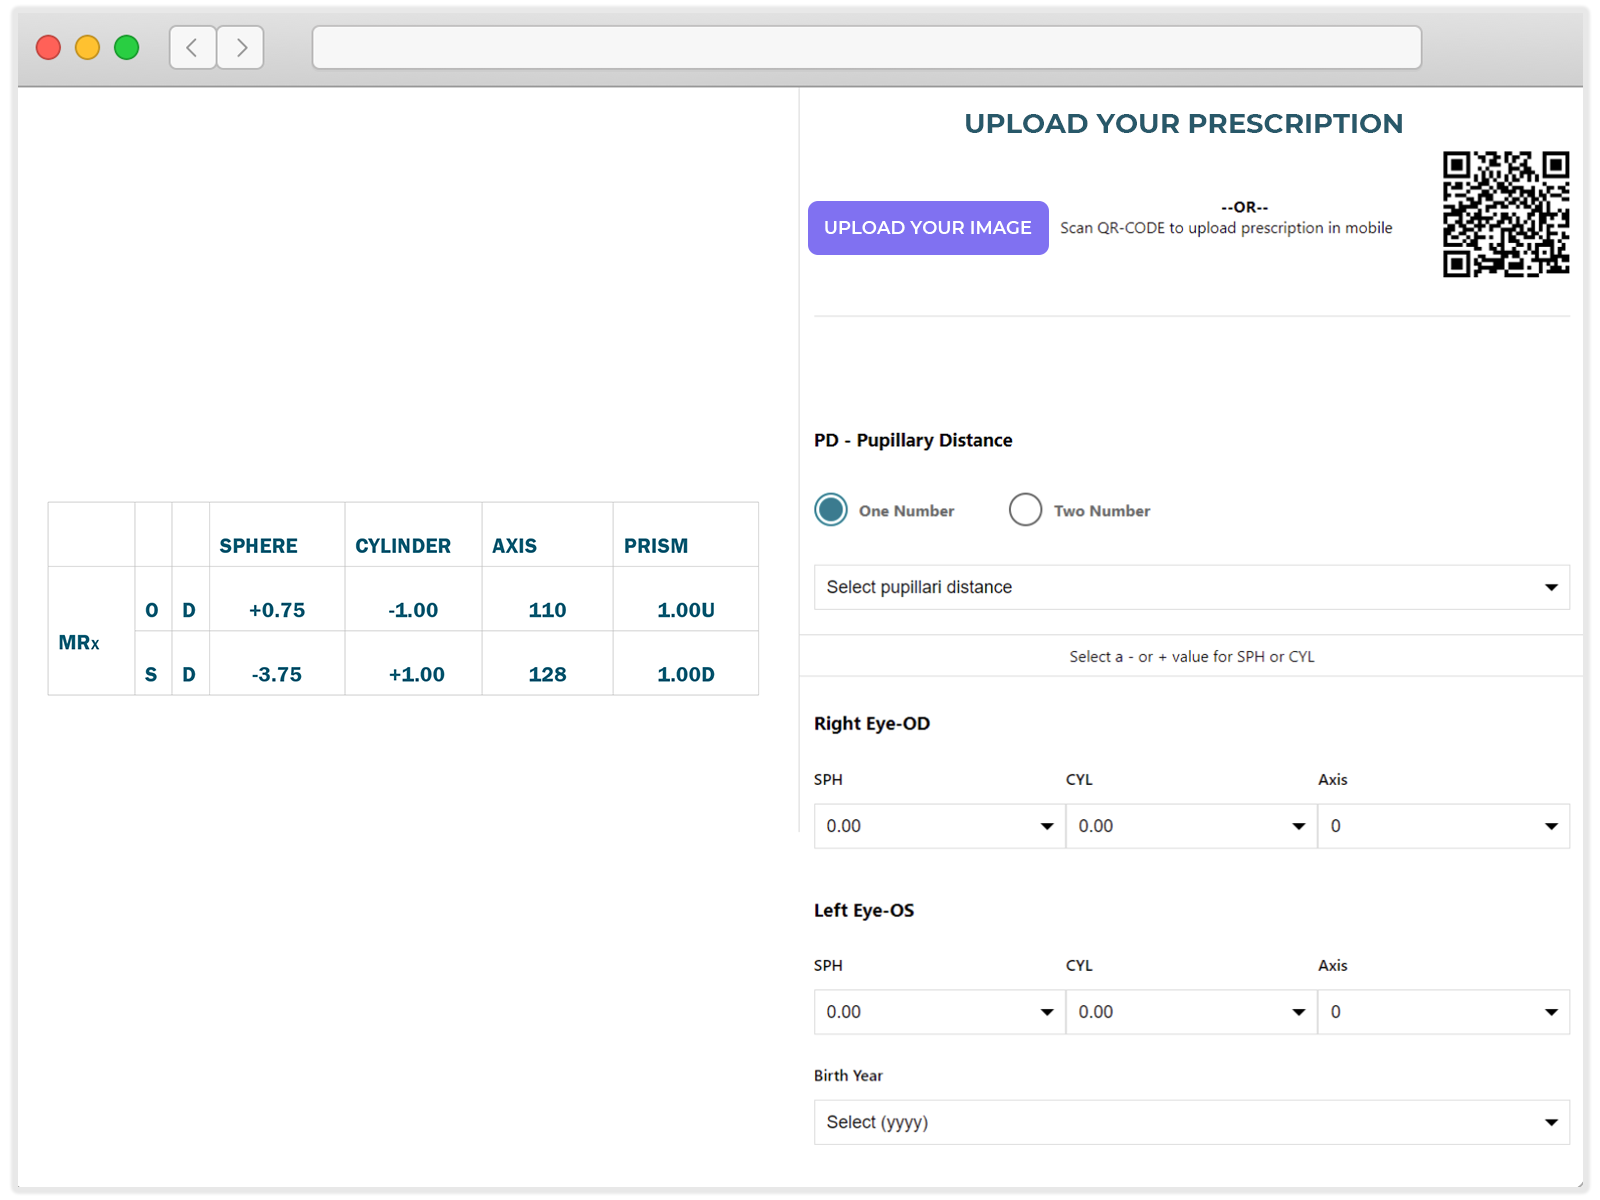 UPLOAD YOUR PRESCRIPTION
UPLOAD YOUR IMAGE
--OR--
Scan QR-CODE to upload prescription in mobile
PD - Pupillary Distance
One Number Two Number
Select pupillari distance
Select a - or + value for SPH or CYL
Right Eye-OD
SPH CYL Axis
0.00 0.00 0
Left Eye-OS
SPH CYL Axis
0.00 0.00 0
Birth Year
Select (yyyy)
SPHERE CYLINDER AXIS PRISM
MRx
O D +0.75 -1.00 110 1.00U
S D -3.75 +1.00 128 1.00D